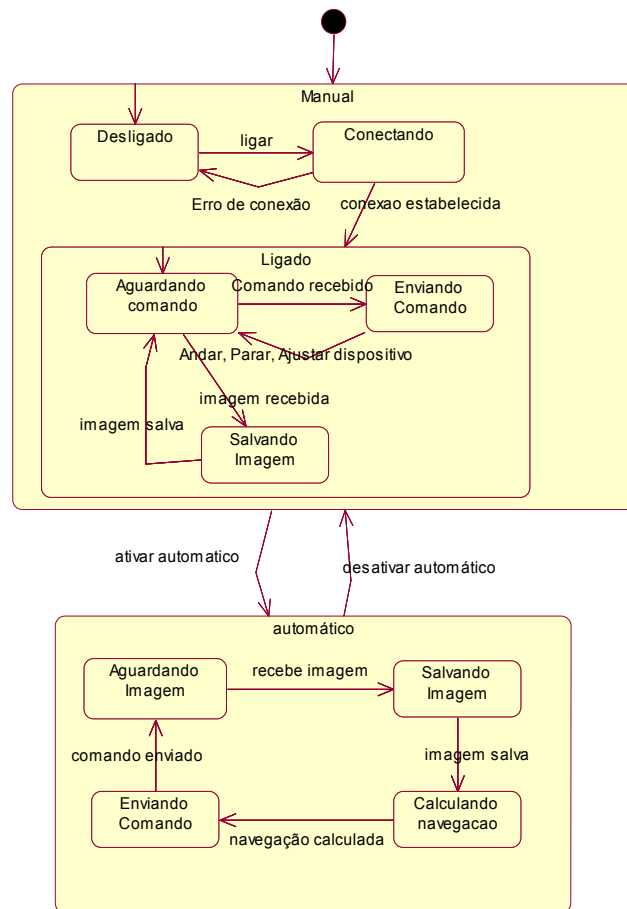 Manual
Desligado
ligar
Conectando
Erro de conexão
conexao estabelecida
Ligado
Aguardando
comando
Comando recebido
Enviando
Comando
Andar, Parar, Ajustar dispositivo
imagem recebida
imagem salva
Salvando
Imagem
ativar automatico
desativar automático
automático
Aguardando
Imagem
recebe imagem
Salvando
Imagem
comando enviado
imagem salva
Enviando
Comando
Calculando
navegacao
navegação calculada